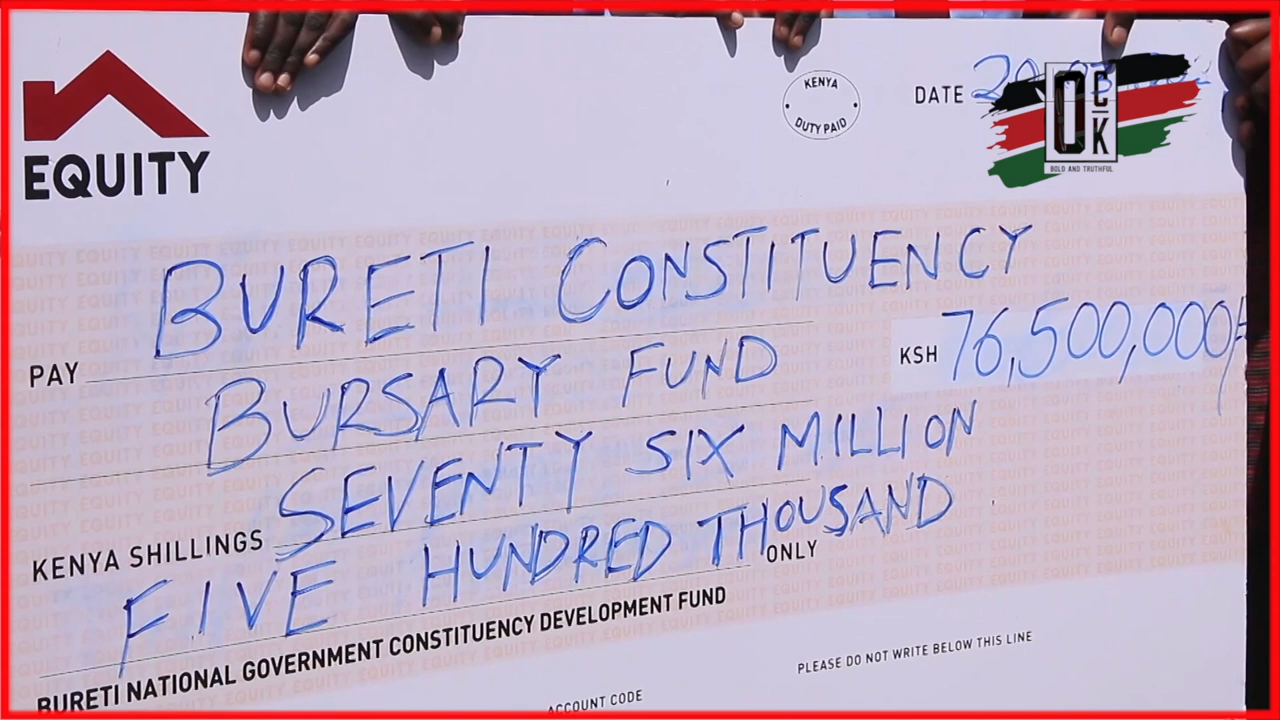 EQUITY
KENYA
DUTY PAID
DATE
OCK
BOLD AND TRUTHFUL
PAY BURETI CONSTITUENCY
BURSARY FUND
KSH 76,500,000/=
KENYA SHILLINGS SEVENTY SIX MILLION
FIVE HUNDRED THOUSAND ONLY
BURETI NATIONAL GOVERNMENT CONSTITUENCY DEVELOPMENT FUND
PLEASE DO NOT WRITE BELOW THIS LINE
ACCOUNT CODE